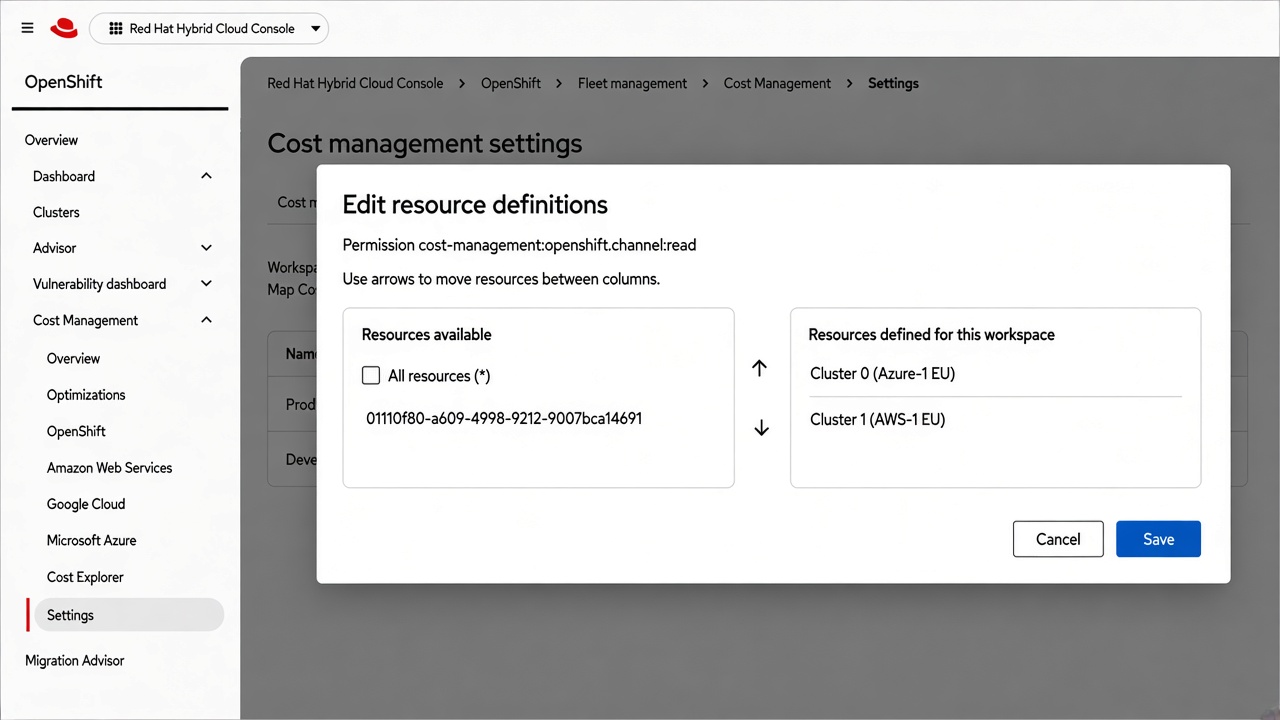 Red Hat Hybrid Cloud Console
OpenShift
Overview
Dashboard
Clusters
Advisor
Vulnerability dashboard
Cost Management
Overview
Optimizations
OpenShift
Amazon Web Services
Google Cloud
Microsoft Azure
Cost Explorer
Settings
Migration Advisor
Red Hat Hybrid Cloud Console > OpenShift > Fleet management > Cost Management > Settings
Cost management settings
Cost
Map
Edit resource definitions
Permission cost-management:openshift.channel:read
Use arrows to move resources between columns.
Resources available
All resources (*)
01110f80-a609-4998-9212-9007bca14691
Resources defined for this workspace
Cluster 0 (Azure-1 EU)
Cluster 1 (AWS-1 EU)
Cancel
Save